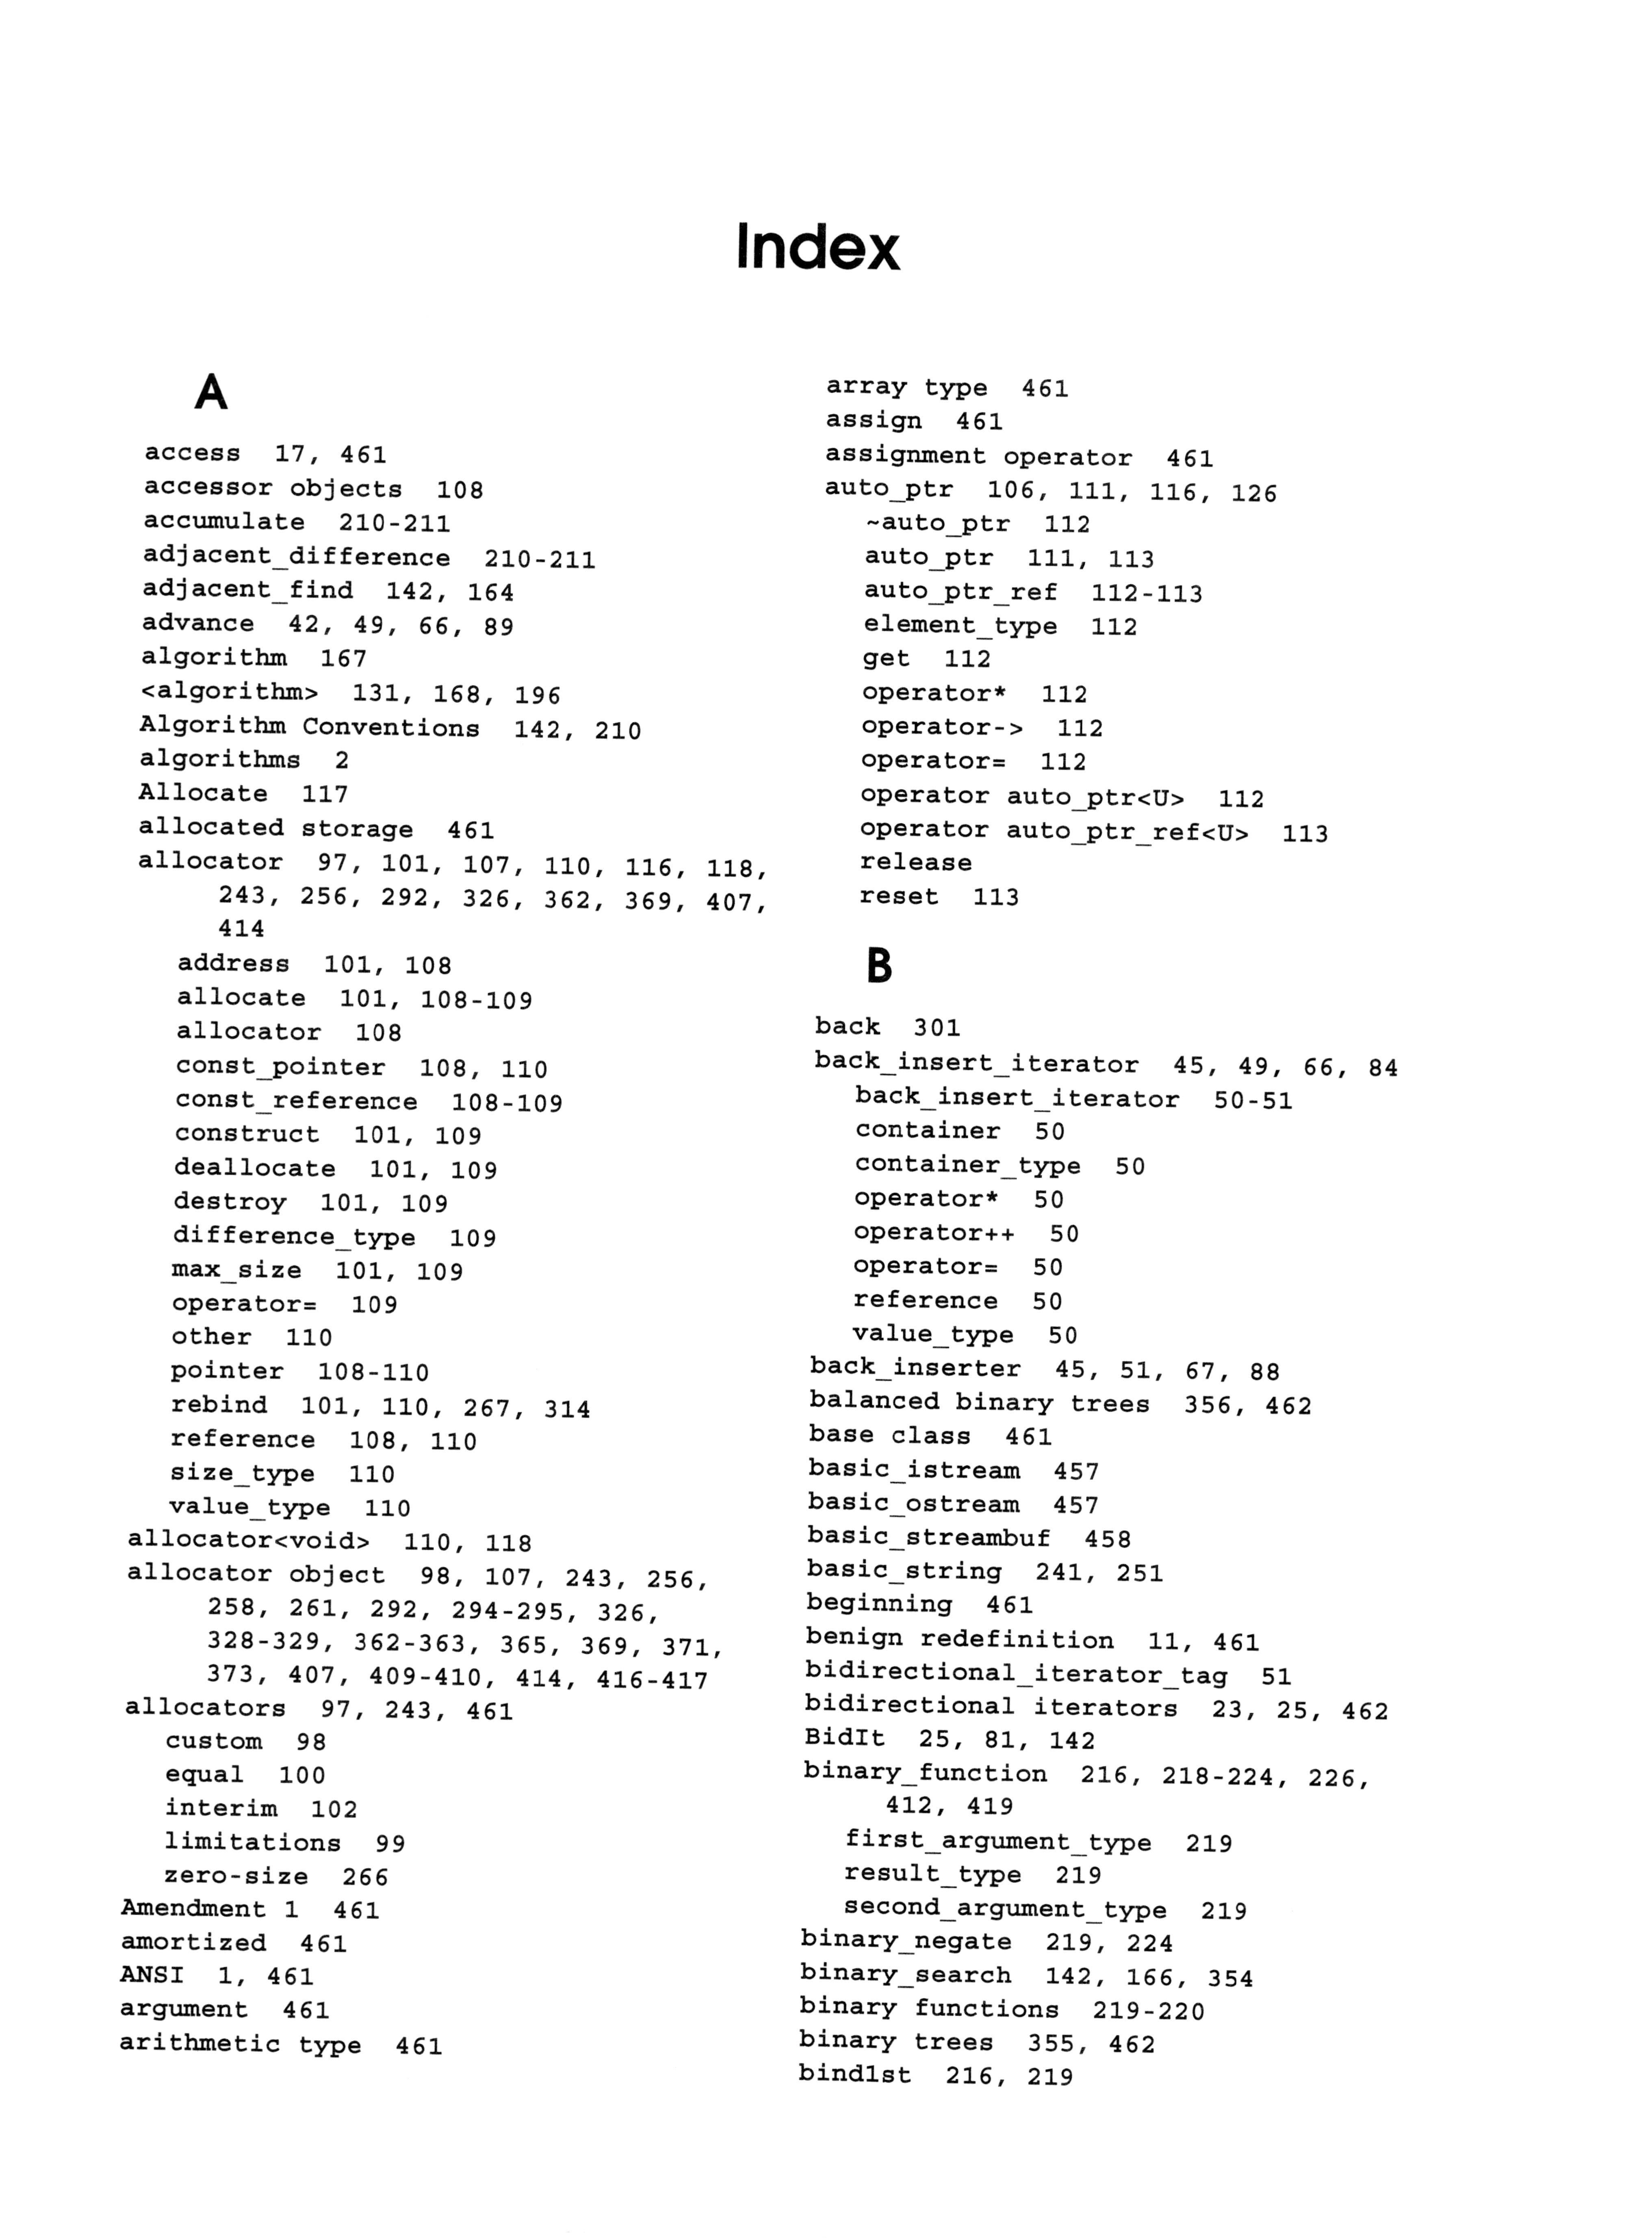 Index
A
access 17, 461
accessor objects 108
accumulate 210-211
adjacent_difference 210-211
adjacent_find 142, 164
advance 42, 49, 66, 89
algorithm 167
<algorithm> 131, 168, 196
Algorithm Conventions 142, 210
algorithms 2
Allocate 117
allocated storage 461
allocator 97, 101, 107, 110, 116, 118,
243, 256, 292, 326, 362, 369, 407,
414
address 101, 108
allocate 101, 108-109
allocator 108
const_pointer 108, 110
const_reference 108-109
construct 101, 109
deallocate 101, 109
destroy 101, 109
difference_type 109
max_size 101, 109
operator= 109
other 110
pointer 108-110
rebind 101, 110, 267, 314
reference 108, 110
size_type 110
value_type 110
allocator<void> 110, 118
allocator object 98, 107, 243, 256,
258, 261, 292, 294-295, 326,
328-329, 362-363, 365, 369, 371,
373, 407, 409-410, 414, 416-417
allocators 97, 243, 461
custom 98
equal 100
interim 102
limitations 99
zero-size 266
Amendment 1 461
amortized 461
ANSI 1, 461
argument 461
arithmetic type 461
array type 461
assign 461
assignment operator 461
auto_ptr 106, 111, 116, 126
~auto_ptr 112
auto_ptr 111, 113
auto_ptr_ref 112-113
element_type 112
get 112
operator* 112
operator-> 112
operator= 112
operator auto_ptr<U> 112
operator auto_ptr_ref<U> 113
release
reset 113
B
back 301
back_insert_iterator 45, 49, 66, 84
back_insert_iterator 50-51
container 50
container_type 50
operator* 50
operator++ 50
operator= 50
reference 50
value_type 50
back_inserter 45, 51, 67, 88
balanced binary trees 356, 462
base class 461
basic_istream 457
basic_ostream 457
basic_streambuf 458
basic_string 241, 251
beginning 461
benign redefinition 11, 461
bidirectional_iterator_tag 51
bidirectional iterators 23, 25, 462
BidIt 25, 81, 142
binary_function 216, 218-224, 226,
412, 419
first_argument_type 219
result_type 219
second_argument_type 219
binary_negate 219, 224
binary_search 142, 166, 354
binary functions 219-220
binary trees 355, 462
bind1st 216, 219